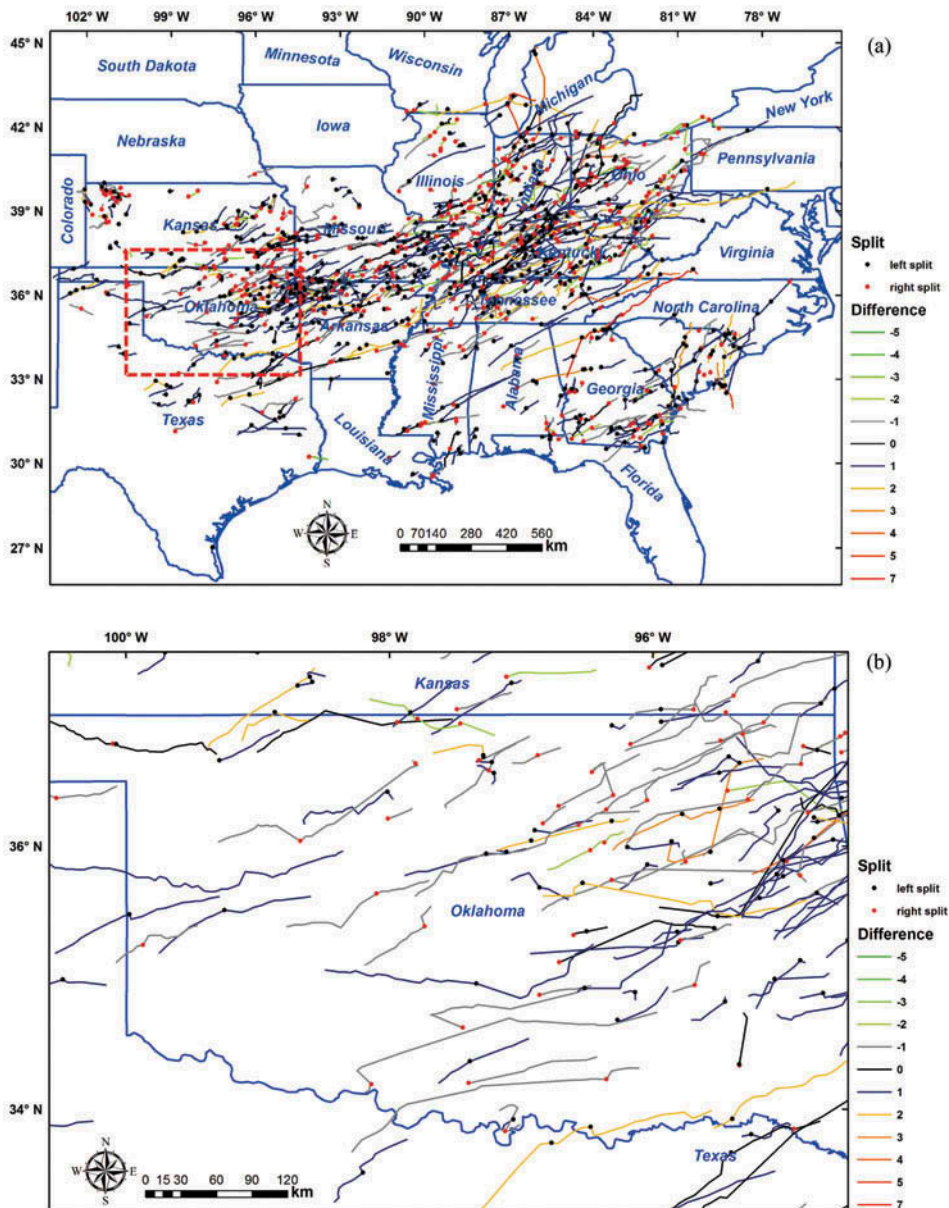 102° W 99° W 96° W 93° W 90° W 87° W 84° W 81° W 78° W
45° N
(a)
South Dakota
Minnesota
Wisconsin
Michigan
New York
42° N
Nebraska
Iowa
Pennsylvania
Illinois
Ohio
Colorado
39° N
Kansas
Virginia
Split
left split
right split
36° N
Oklahoma
Tennessee
North Carolina
Arkansas
Difference
-5
-4
-3
-2
-1
0
1
2
3
4
5
7
33° N
Mississippi
Alabama
Georgia
Texas
Louisiana
30° N
Florida
N
W E
S
0 70140 280 420 560
km
27° N
100° W 98° W 96° W
(b)
Kansas
36° N
Oklahoma
Split
left split
right split
Difference
-5
-4
-3
-2
-1
0
1
2
3
4
5
7
34° N
Texas
N
W E
S
0 15 30 60 90 120
km